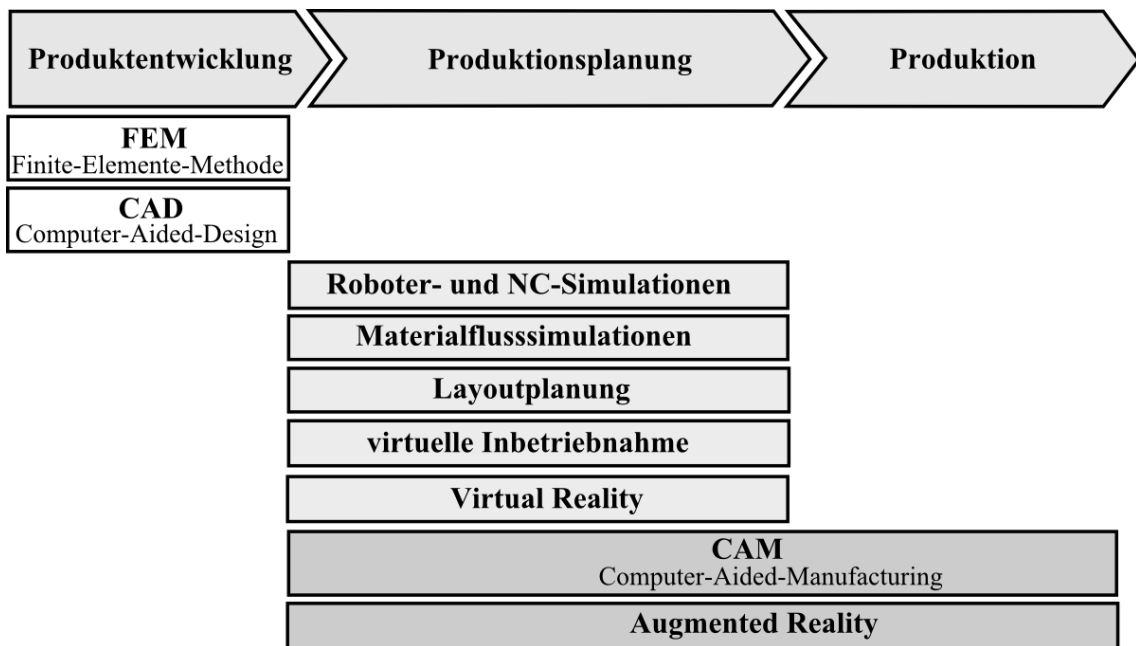 Produktentwicklung
Produktionsplanung
Produktion
FEM
Finite-Elemente-Methode
CAD
Computer-Aided-Design
Roboter- und NC-Simulationen
Materialflusssimulationen
Layoutplanung
virtuelle Inbetriebnahme
Virtual Reality
CAM
Computer-Aided-Manufacturing
Augmented Reality